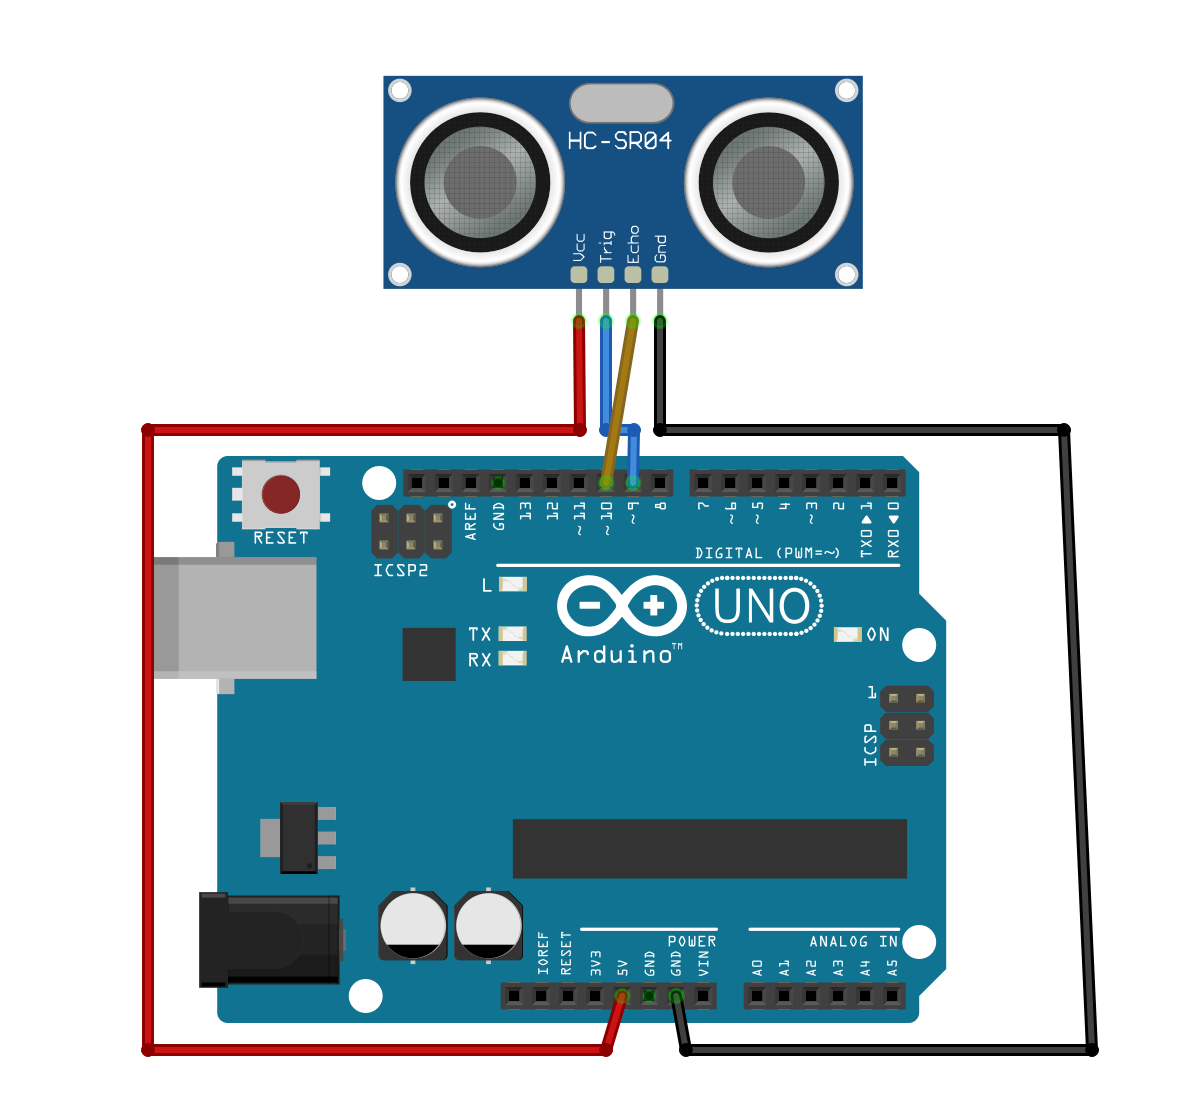 HC-SR04
Vcc
Trig
Echo
Gnd
RESET
ICSP2
AREF
GND
13
12
~11
~10
~9
8
7
~6
~5
4
~3
2
TXO▶1
RXO◀0
DIGITAL (PWM=~)
L
TX
RX
Arduino™
UNO
ON
1
ICSP
POWER
ANALOG IN
IOREF
RESET
3V3
5V
GND
GND
VIN
A0
A1
A2
A3
A4
A5